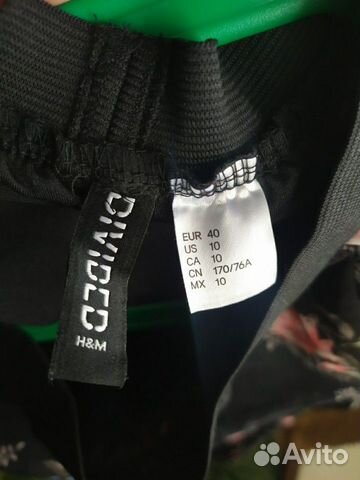 DIVIDED
H&M
EUR 40
US 10
CA 10
CN 170/76A
MX 10
Avito